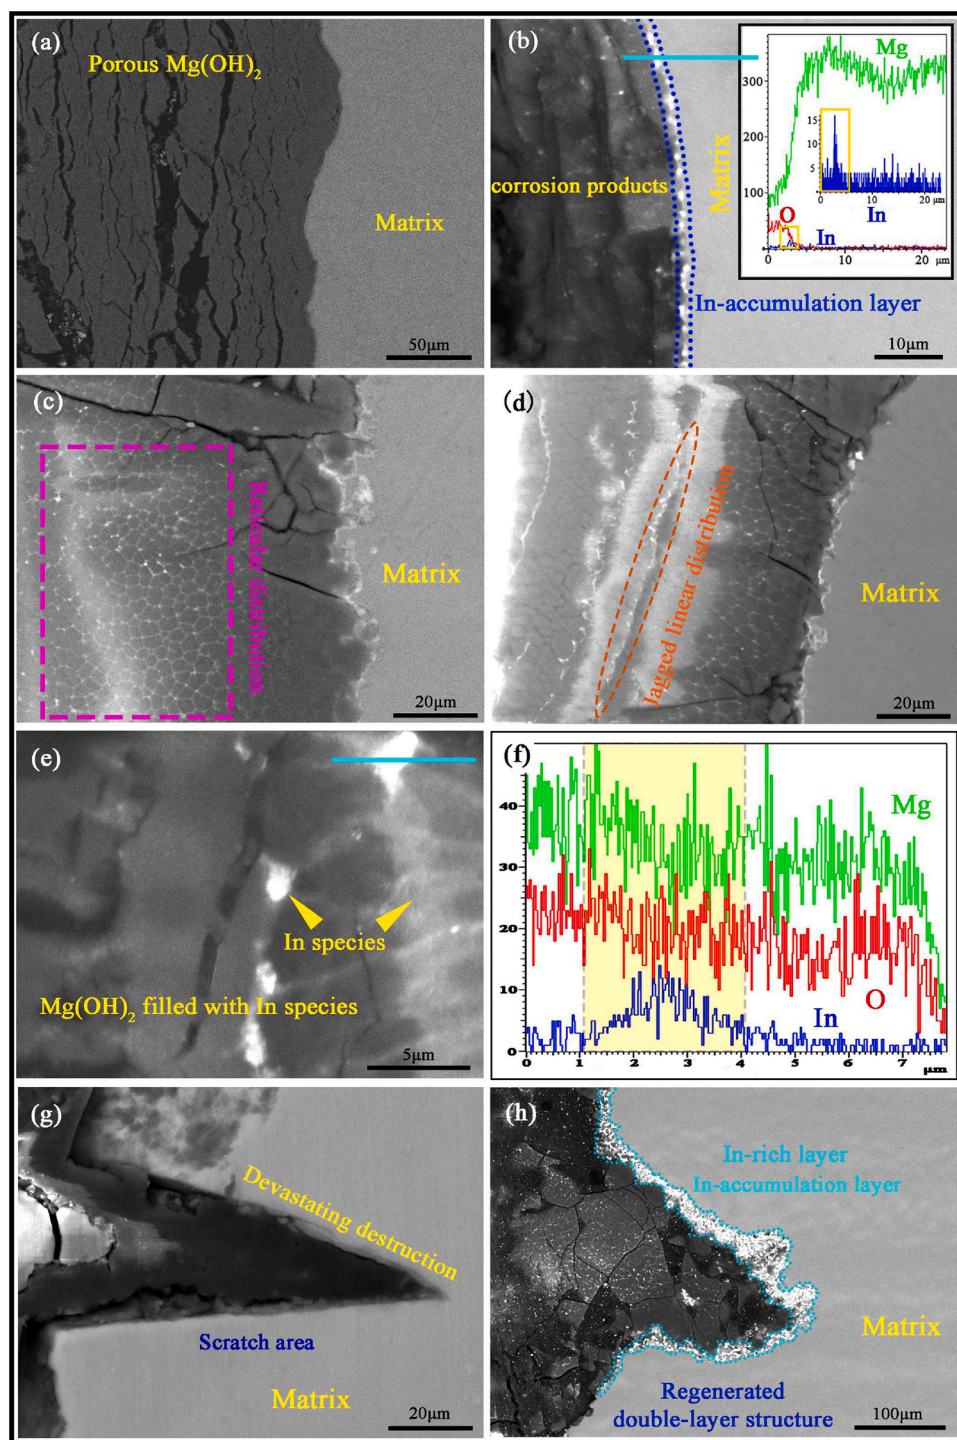 (a)
Porous Mg(OH)2
Matrix
50μm
(b)
corrosion products
Matrix
In-accumulation layer
10μm
Mg
O
In
In
300
200
100
0
0
10
20
μm
15
10
5
0
0
10
20
μm
(c)
Reticular distribution
Matrix
20μm
(d)
Jagged linear distribution
Matrix
20μm
(e)
In species
Mg(OH)2 filled with In species
5μm
(f)
Mg
O
In
40
30
20
10
0
0
1
2
3
4
5
6
7
μm
(g)
Devastating destruction
Scratch area
Matrix
20μm
(h)
In-rich layer
In-accumulation layer
Matrix
Regenerated
double-layer structure
100μm